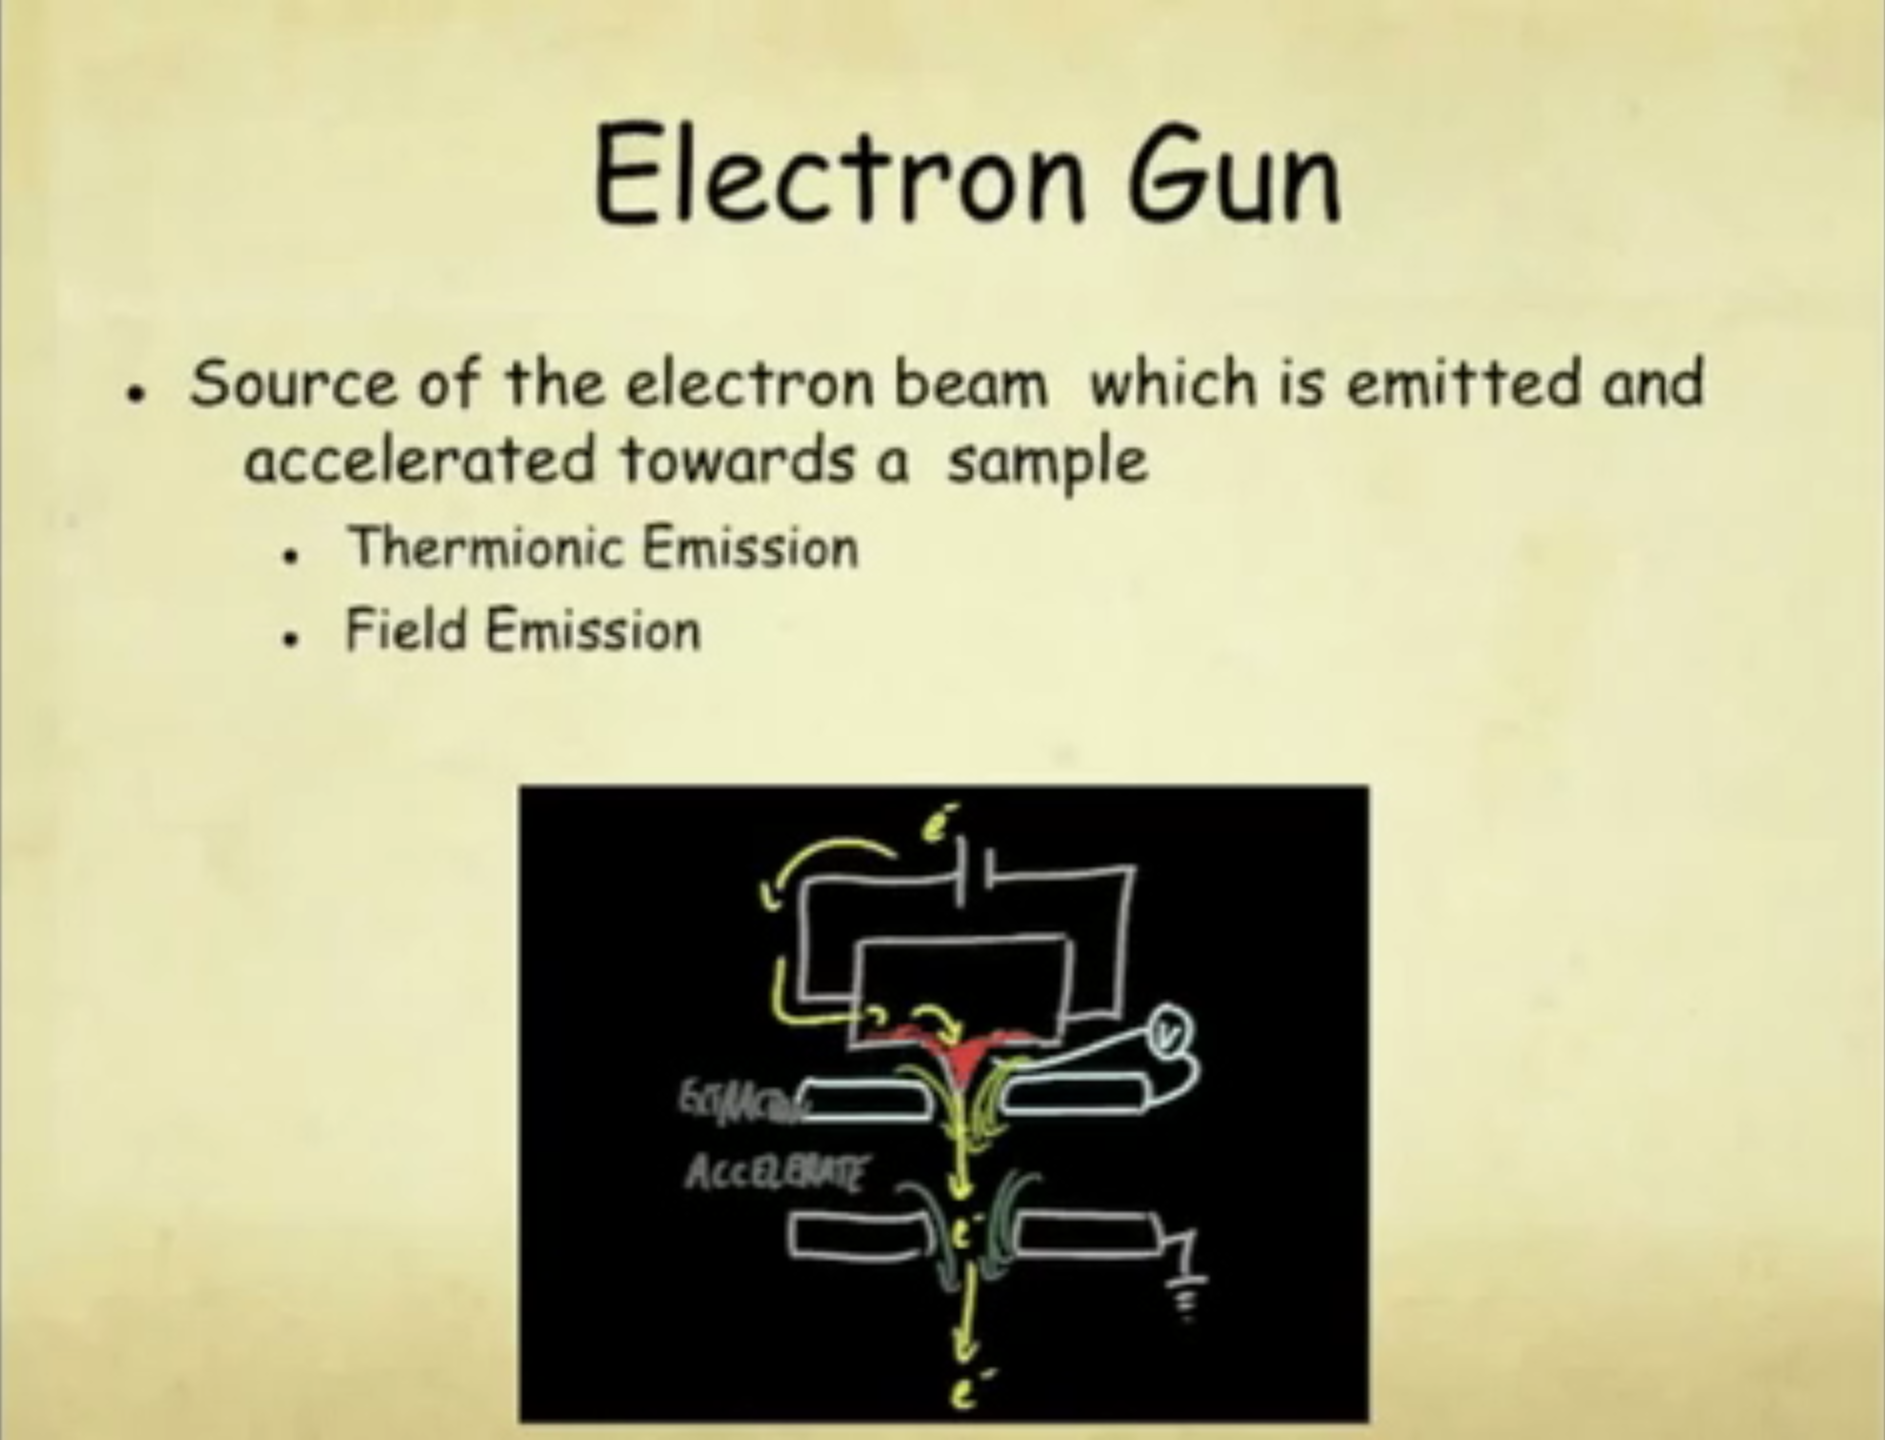 Electron Gun
• Source of the electron beam which is emitted and
accelerated towards a sample
• Thermionic Emission
• Field Emission
e⁻
V
ACCELERATE
e⁻
e⁻